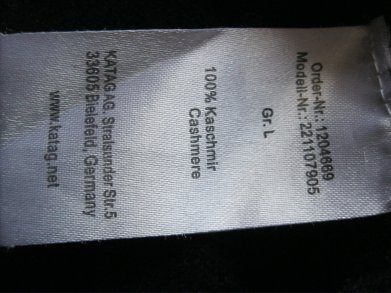 Order-Nr.: 1204669
Modell-Nr.: 221107905
Gr. L
100% Kaschmir
Cashmere
KATAG AG, Stralsunder Str.5
33605 Bielefeld, Germany
www.katag.net